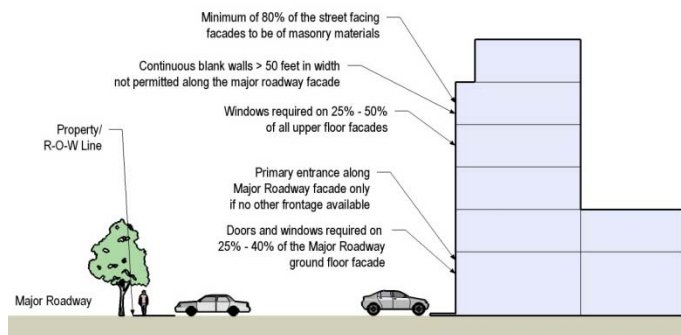 Minimum of 80% of the street facing
facades to be of masonry materials
Continuous blank walls > 50 feet in width
not permitted along the major roadway facade
Windows required on 25% - 50%
of all upper floor facades
Property/
R-O-W Line
Primary entrance along
Major Roadway facade only
if no other frontage available
Doors and windows required on
25% - 40% of the Major Roadway
ground floor facade
Major Roadway